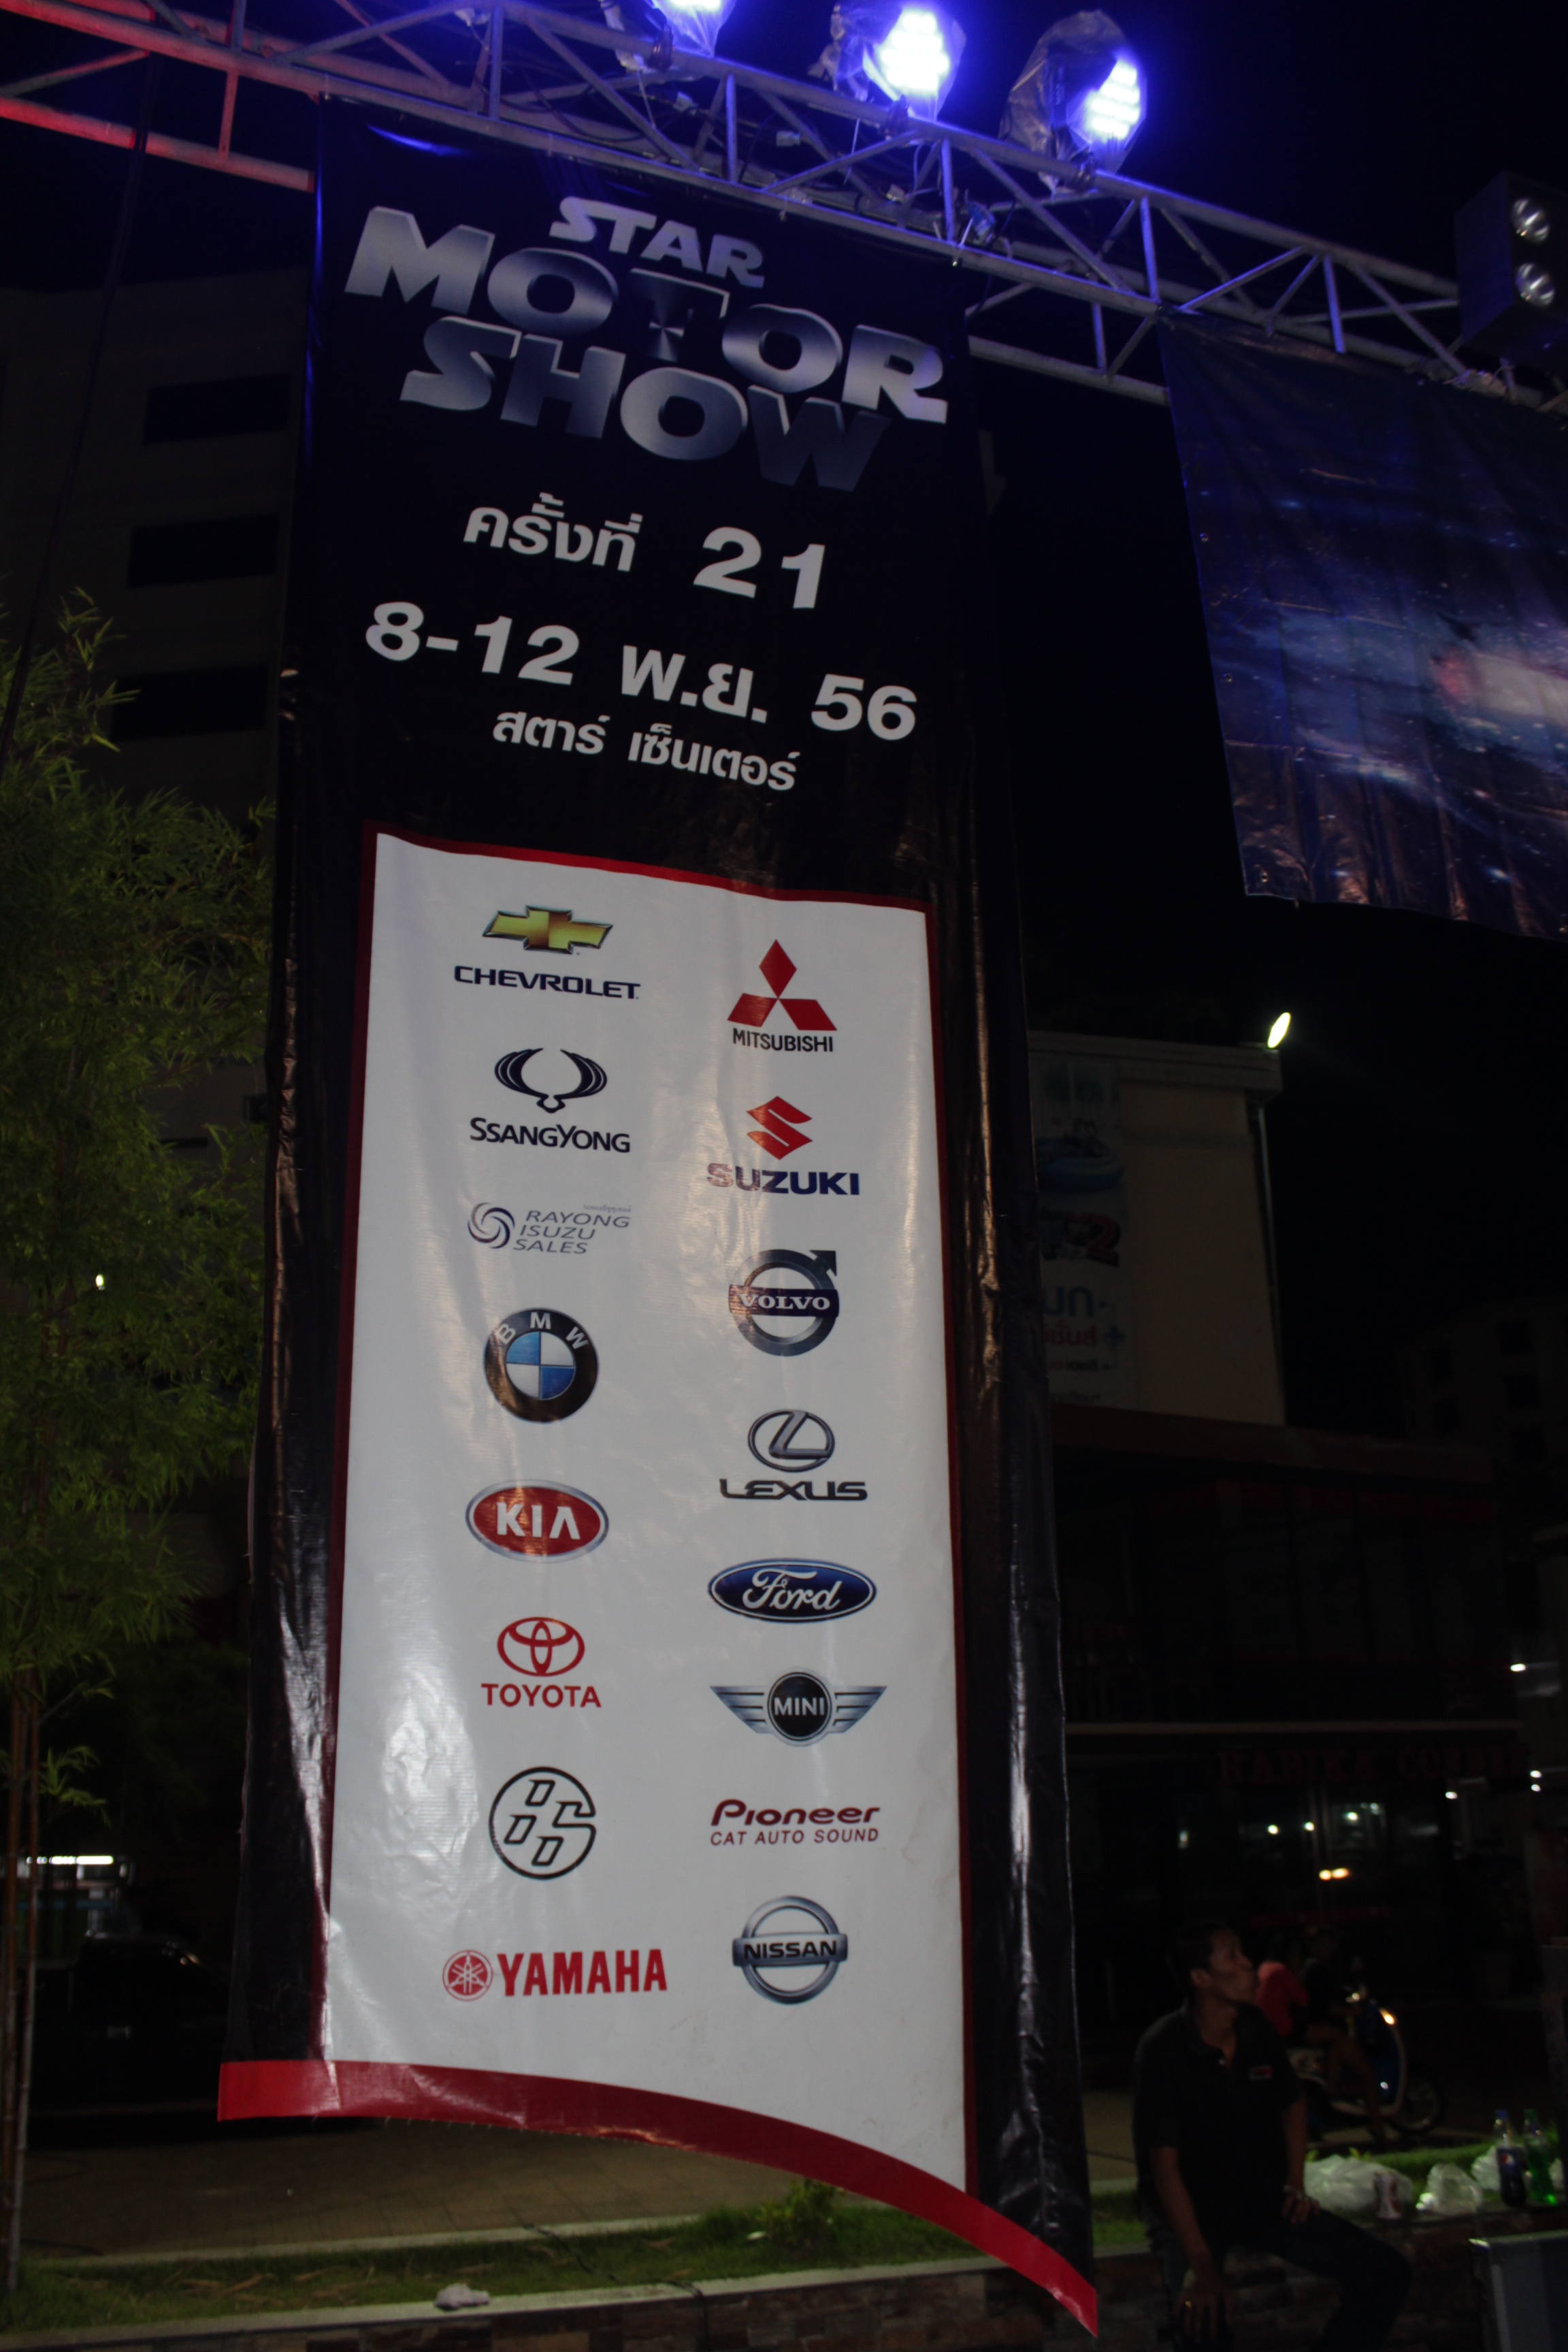 STAR
MOTOR
SHOW
ครั้งที่ 21
8-12 พ.ย. 56
สตาร์ เซ็นเตอร์
CHEVROLET
SSANGYONG
RAYONG
ISUZU
SALES
BMW
KIA
TOYOTA
86
YAMAHA
MITSUBISHI
SUZUKI
VOLVO
LEXUS
Ford
MINI
Pioneer
CAT AUTO SOUND
NISSAN